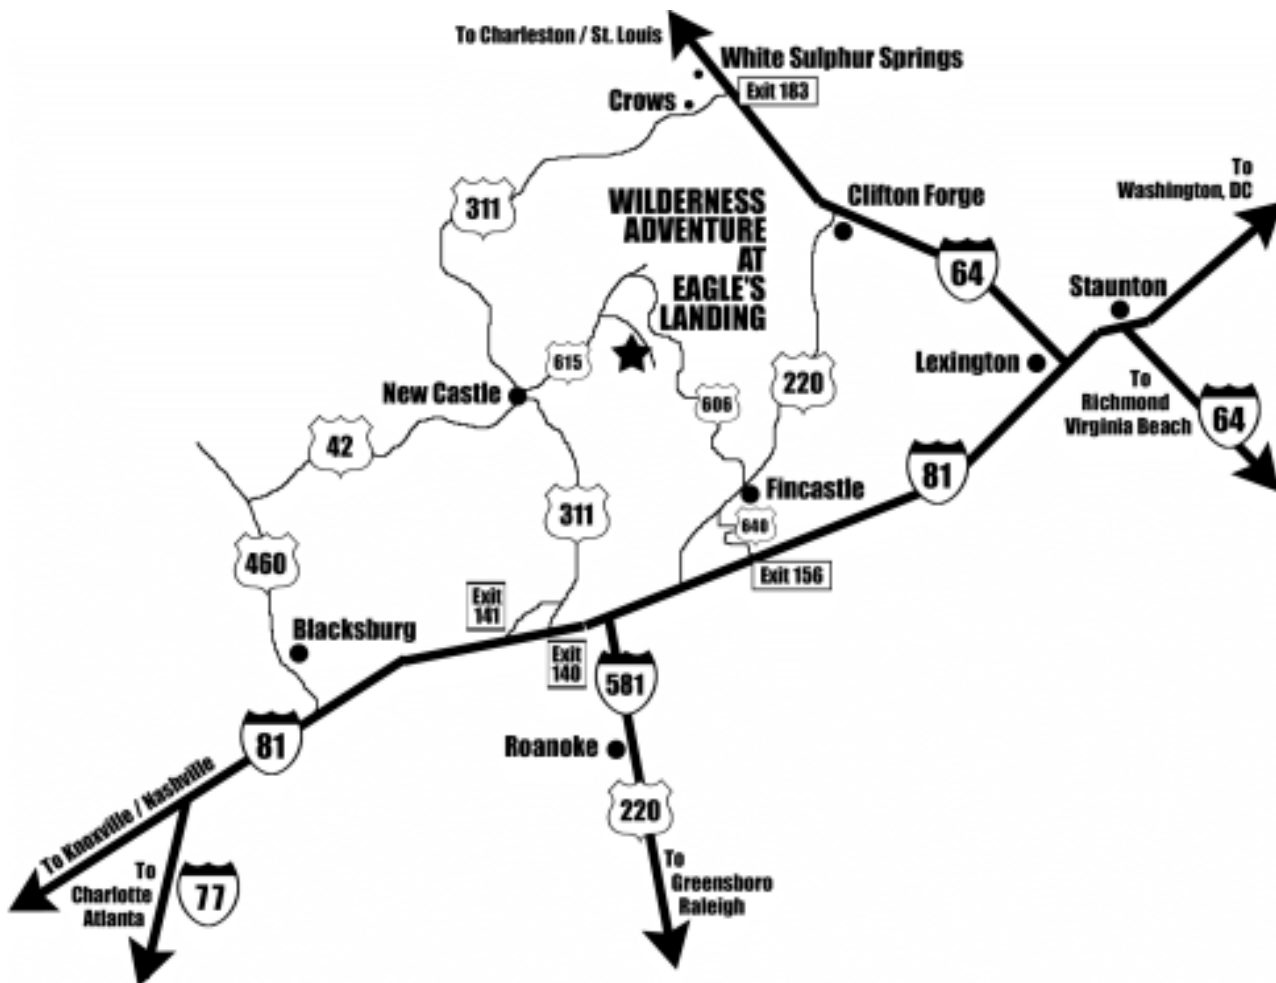 To Charleston / St. Louis
White Sulphur Springs
Exit 183
Crows
To
Washington, DC
311
WILDERNESS
ADVENTURE
AT
EAGLE'S
LANDING
Clifton Forge
64
Staunton
615
Lexington
New Castle
220
606
To
Richmond
Virginia Beach
64
42
81
Fincastle
311
640
460
Exit 156
Exit
141
Blacksburg
Exit
140
581
81
Roanoke
To Knoxville / Nashville
220
To
Charlotte
Atlanta
77
To
Greensboro
Raleigh